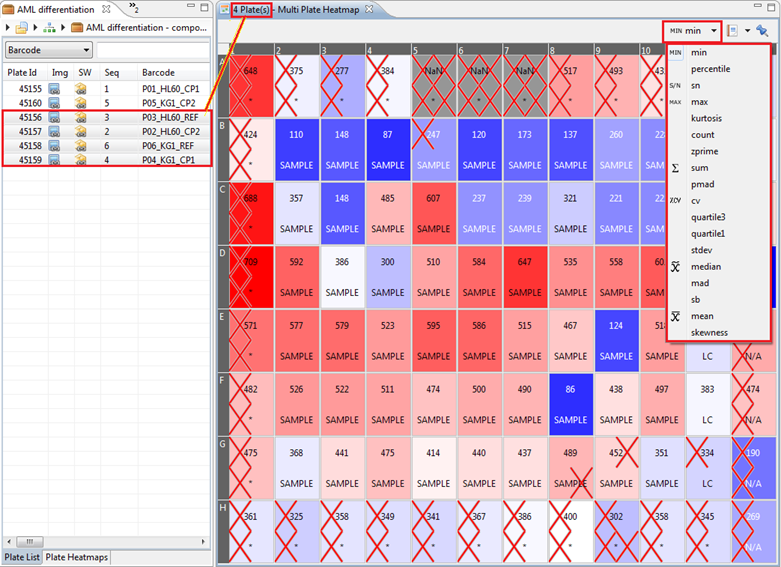 AML differentiation
»2
4 Plate(s) - Multi Plate Heatmap
AML differentiation - compo...
MIN min
Barcode
Plate Id Img SW Seq Barcode
45155 1 P01_HL60_CP1
45160 5 P05_KG1_CP2
45156 3 P03_HL60_REF
45157 2 P02_HL60_CP2
45158 6 P06_KG1_REF
45159 4 P04_KG1_CP1
Plate List Plate Heatmaps
2 3 4 5 6 7 8 9 10
A
648 375 277 384 NaN NaN NaN 517 493
* * * * * * * * *
B
424 110 148 87 247 120 173 137 260
* SAMPLE SAMPLE SAMPLE SAMPLE SAMPLE SAMPLE SAMPLE SAMPLE SAMPLE
C
688 357 148 485 607 237 239 321 221
* SAMPLE SAMPLE SAMPLE SAMPLE SAMPLE SAMPLE SAMPLE SAMPLE SAMPLE
D
709 592 386 300 510 584 647 535 558
* SAMPLE SAMPLE SAMPLE SAMPLE SAMPLE SAMPLE SAMPLE SAMPLE SAMPLE
E
571 577 579 523 595 586 515 467 124 518
* SAMPLE SAMPLE SAMPLE SAMPLE SAMPLE SAMPLE SAMPLE SAMPLE SAMPLE LC N/A
F
482 526 522 511 474 500 490 86 438 497 383 474
* SAMPLE SAMPLE SAMPLE SAMPLE SAMPLE SAMPLE SAMPLE SAMPLE SAMPLE LC N/A
G
475 368 441 475 414 440 437 489 452 351 334 190
* SAMPLE SAMPLE SAMPLE SAMPLE SAMPLE SAMPLE SAMPLE SAMPLE SAMPLE LC N/A
H
361 325 358 349 341 367 386 400 302 358 345 269
* * * * * * * * * * * N/A
MIN min
percentile
S/N sn
MAX max
kurtosis
count
zprime
Σ sum
pmad
%CV cv
quartile3
quartile1
stdev
median
mad
sb
mean
skewness